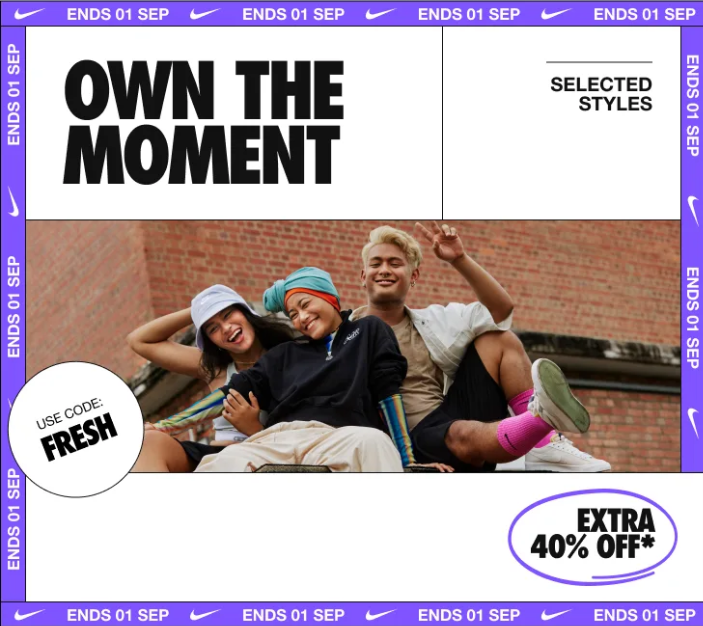 ENDS 01 SEP ENDS 01 SEP ENDS 01 SEP ENDS 01 SEP
OWN THE
MOMENT
SELECTED
STYLES
ENDS 01 SEP
ENDS 01 SEP
ENDS 01 SEP
ENDS 01 SEP
ENDS 01 SEP
USE CODE:
FRESH
EXTRA
40% OFF*
ENDS 01 SEP ENDS 01 SEP ENDS 01 SEP ENDS 01 SEP